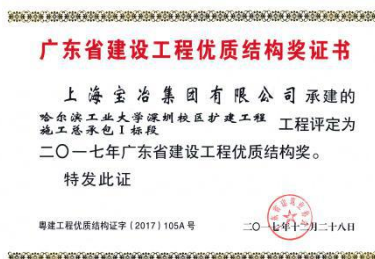 广东省建设工程优质结构奖证书
上海宝冶集团有限公司承建的
哈尔滨工业大学深圳校区扩建工程
施工总承包Ⅰ标段
工程评定为
二〇一七年广东省建设工程优质结构奖。
特发此证
粤建工程优质结构证字(2017)105A号
二〇一七年十二月二十八日